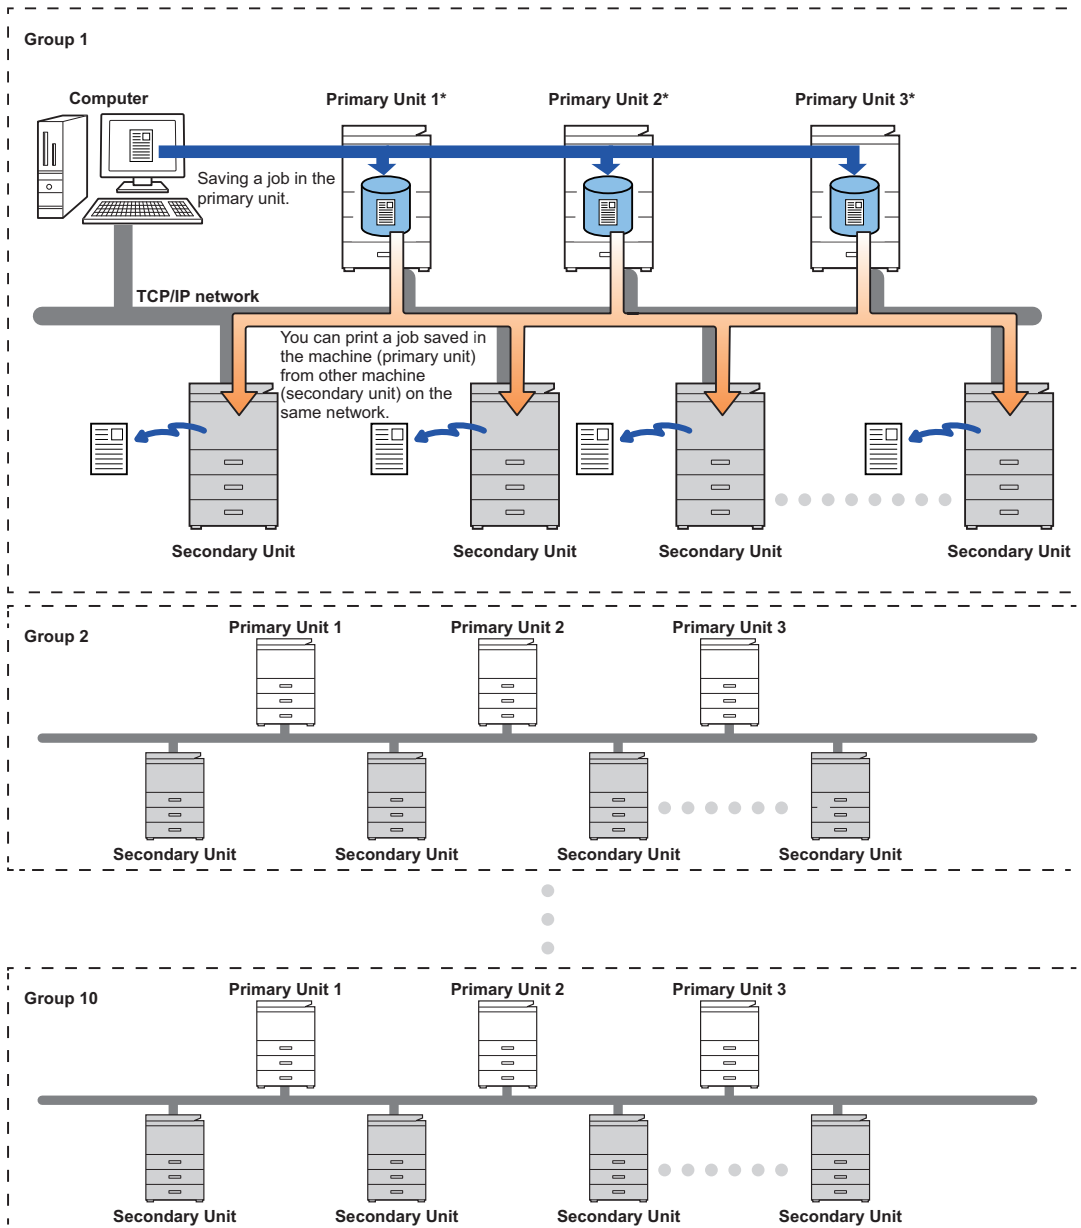 Group 1
Computer
Primary Unit 1*
Primary Unit 2*
Primary Unit 3*
Saving a job in the
primary unit.
TCP/IP network
You can print a job saved in
the machine (primary unit)
from other machine
(secondary unit) on the
same network.
Secondary Unit
Secondary Unit
Secondary Unit
Secondary Unit
Group 2
Primary Unit 1
Primary Unit 2
Primary Unit 3
Secondary Unit
Secondary Unit
Secondary Unit
Secondary Unit
Group 10
Primary Unit 1
Primary Unit 2
Primary Unit 3
Secondary Unit
Secondary Unit
Secondary Unit
Secondary Unit